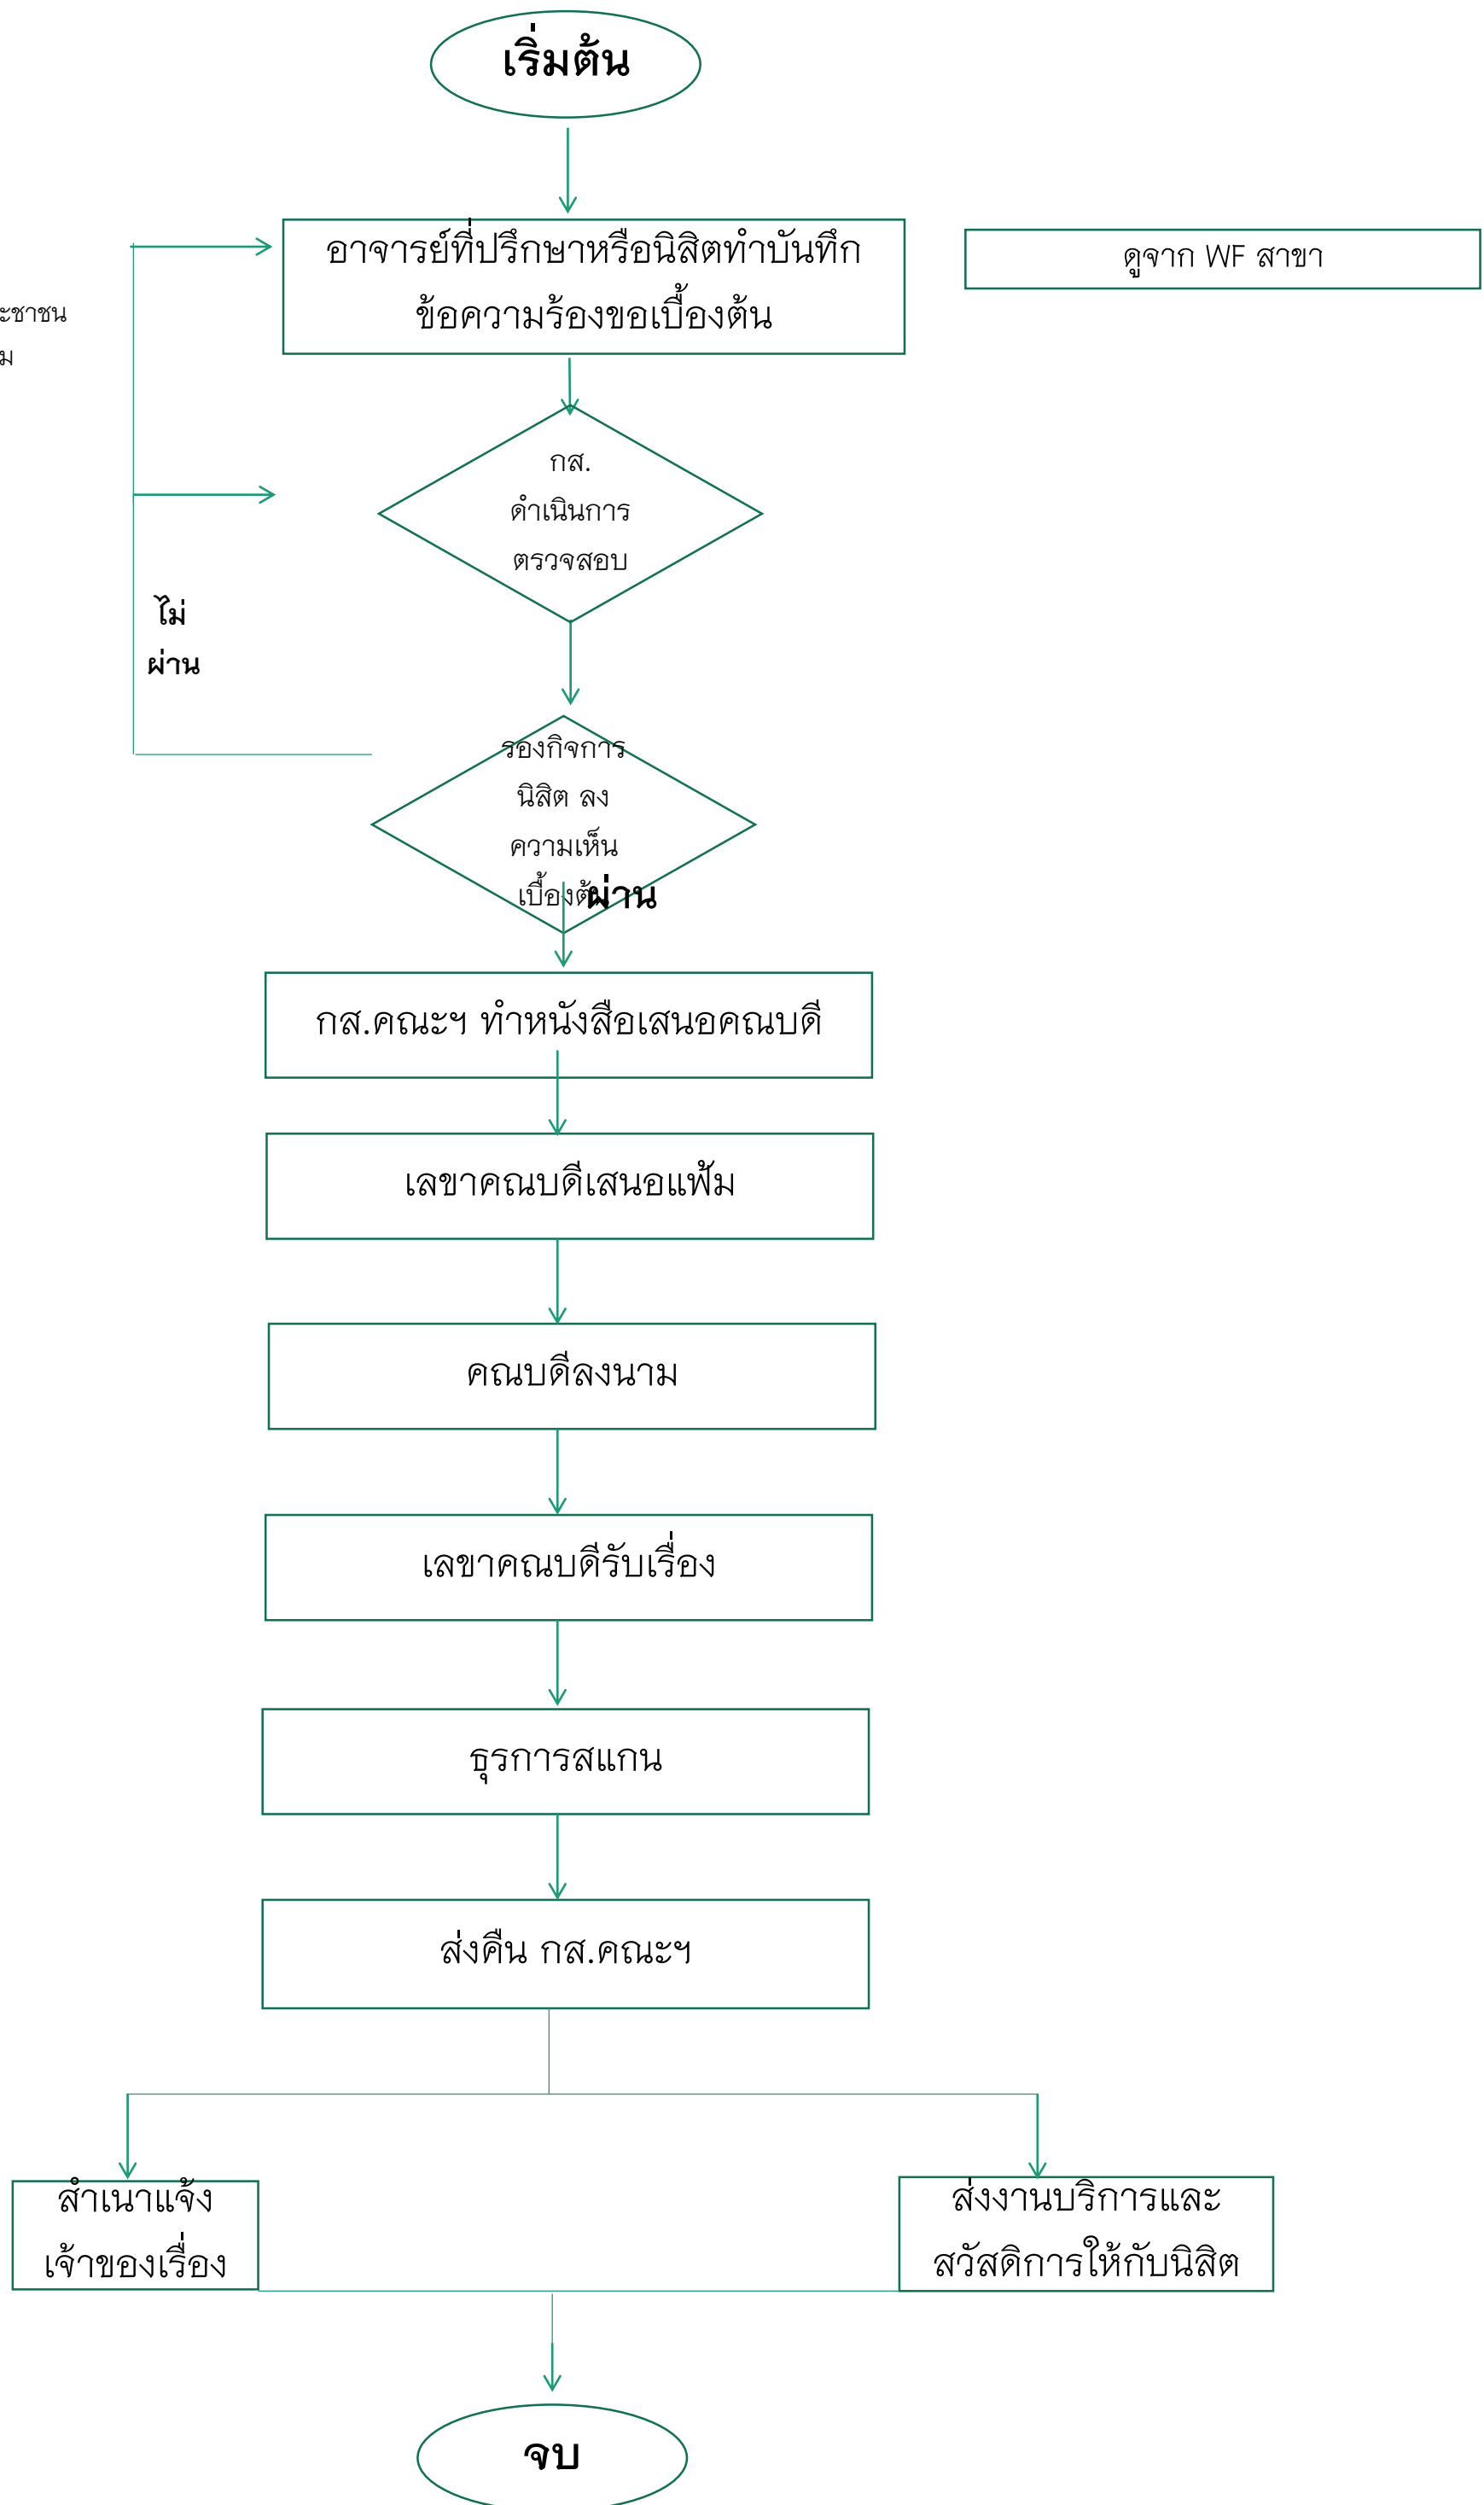 เริ่มต้น
อาจารย์ที่ปรึกษาหรือนิสิตทำบันทึก
ข้อความร้องขอเบื้องต้น
ดูจาก WF สาขา
ะชาชน
ม
กส.
ดำเนินการ
ตรวจสอบ
ไม่
ผ่าน
รองกิจการ
นิสิต ลง
ความเห็น
เบื้องต้น
ผ่าน
กส.คณะฯ ทำหนังสือเสนอคณบดี
เลขาคณบดีเสนอแฟ้ม
คณบดีลงนาม
เลขาคณบดีรับเรื่อง
ธุรการสแกน
ส่งคืน กส.คณะฯ
สำเนาแจ้ง
เจ้าของเรื่อง
ส่งงานบริการและ
สวัสดิการให้กับนิสิต
จบ